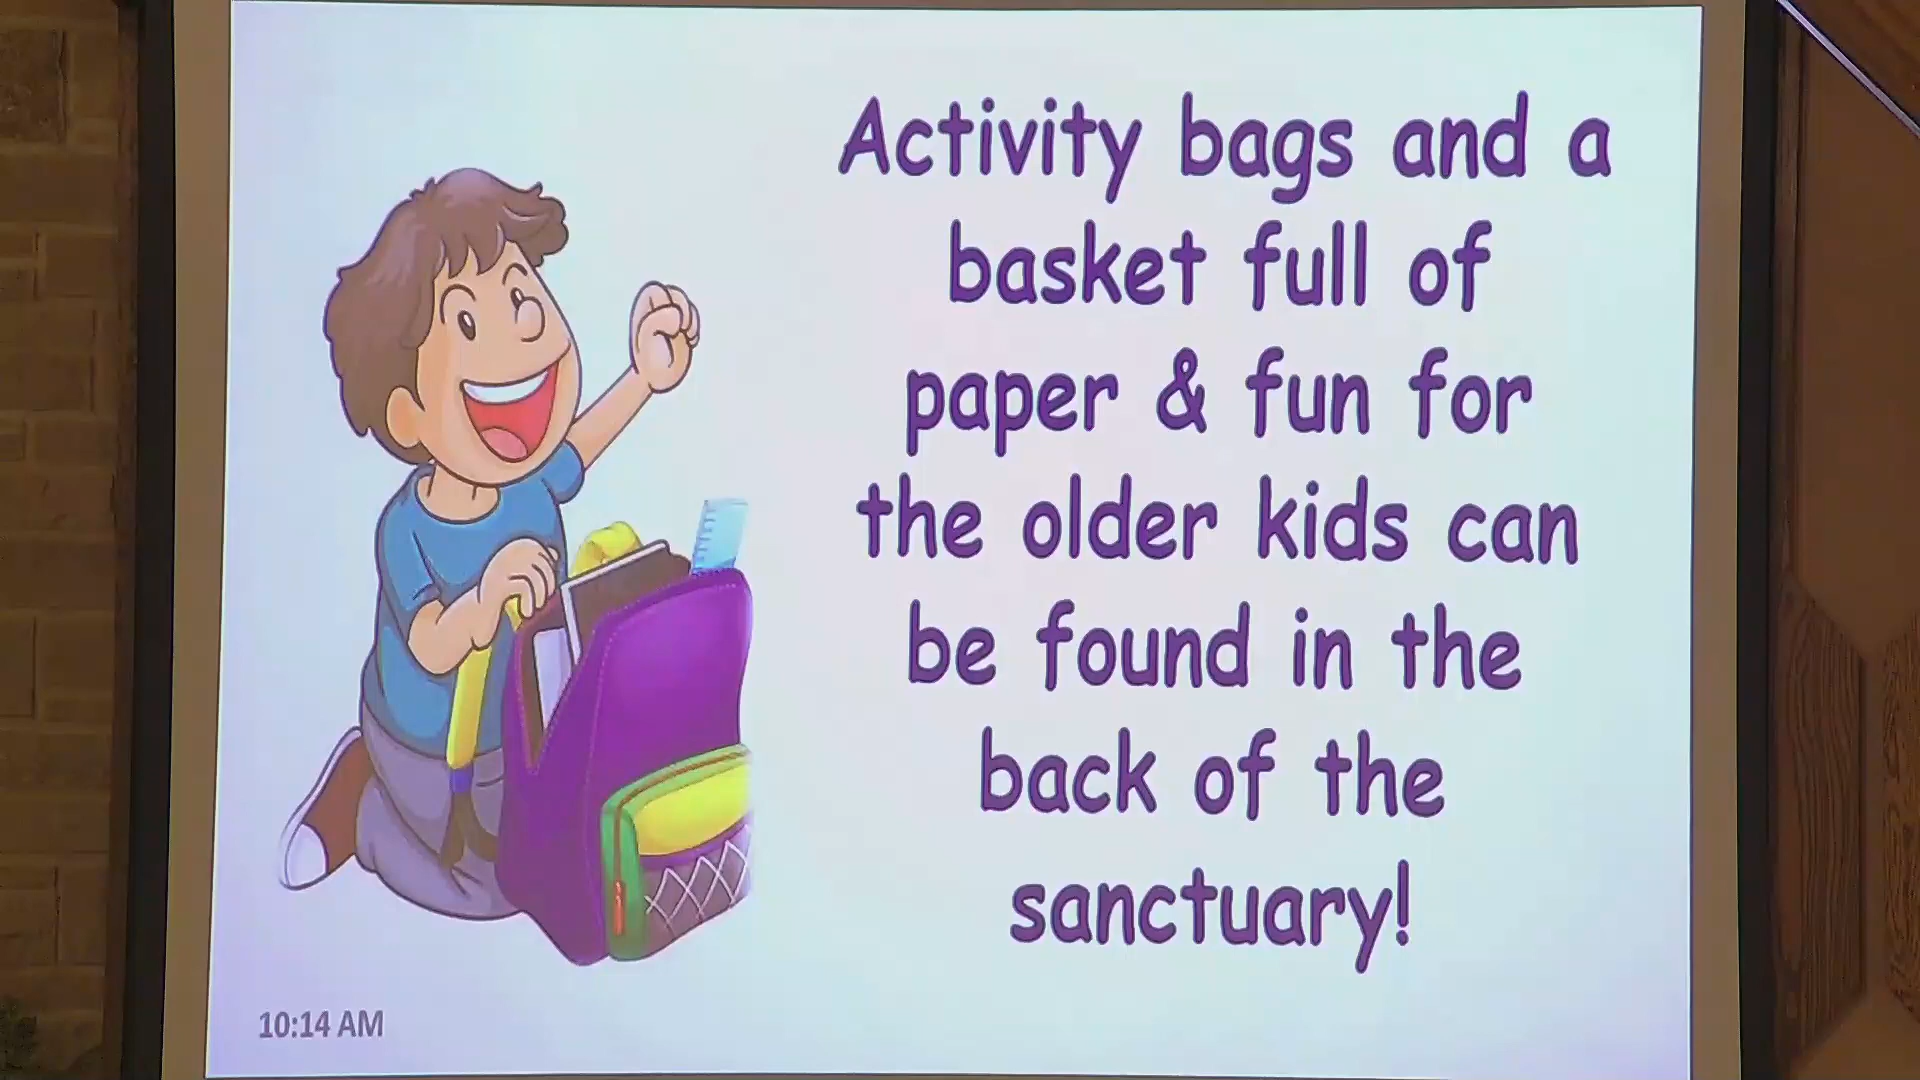 Activity bags and a
basket full of
paper & fun for
the older kids can
be found in the
back of the
sanctuary!
10:14 AM